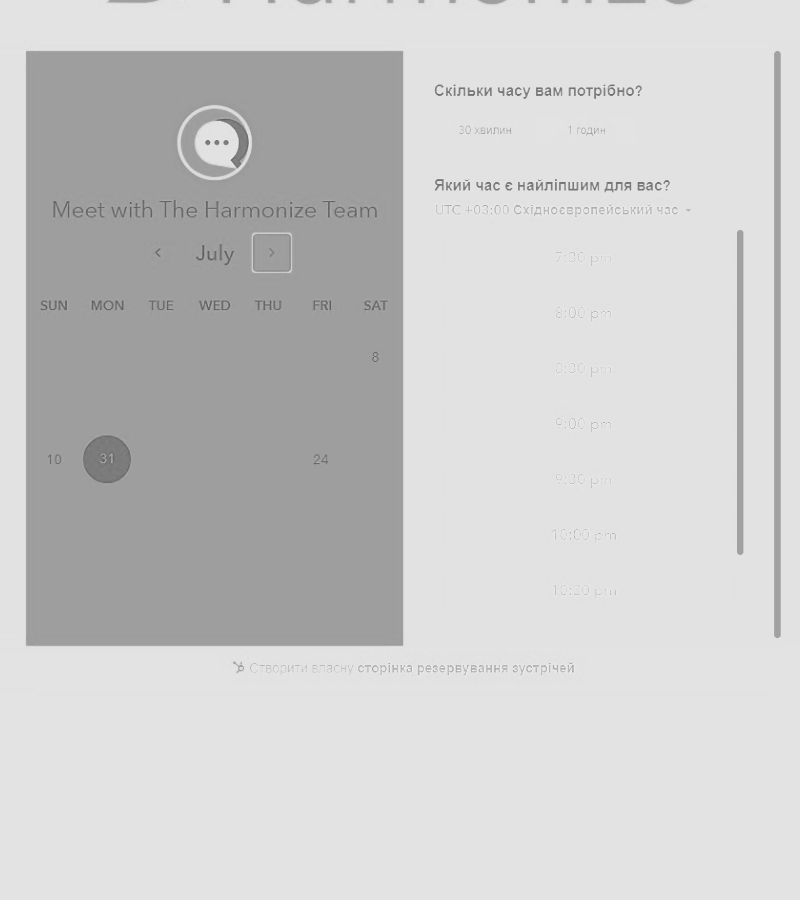 Harmonize
Meet with The Harmonize Team
July
SUN MON TUE WED THU FRI SAT
8
10 31 24
Скільки часу вам потрібно?
30 хвилин 1 годин
Який час є найліпшим для вас?
UTC +03:00 Східноєвропейський час
7:30 pm
8:00 pm
8:30 pm
9:00 pm
9:30 pm
10:00 pm
10:30 pm
Створити власну сторінка резервування зустрічей